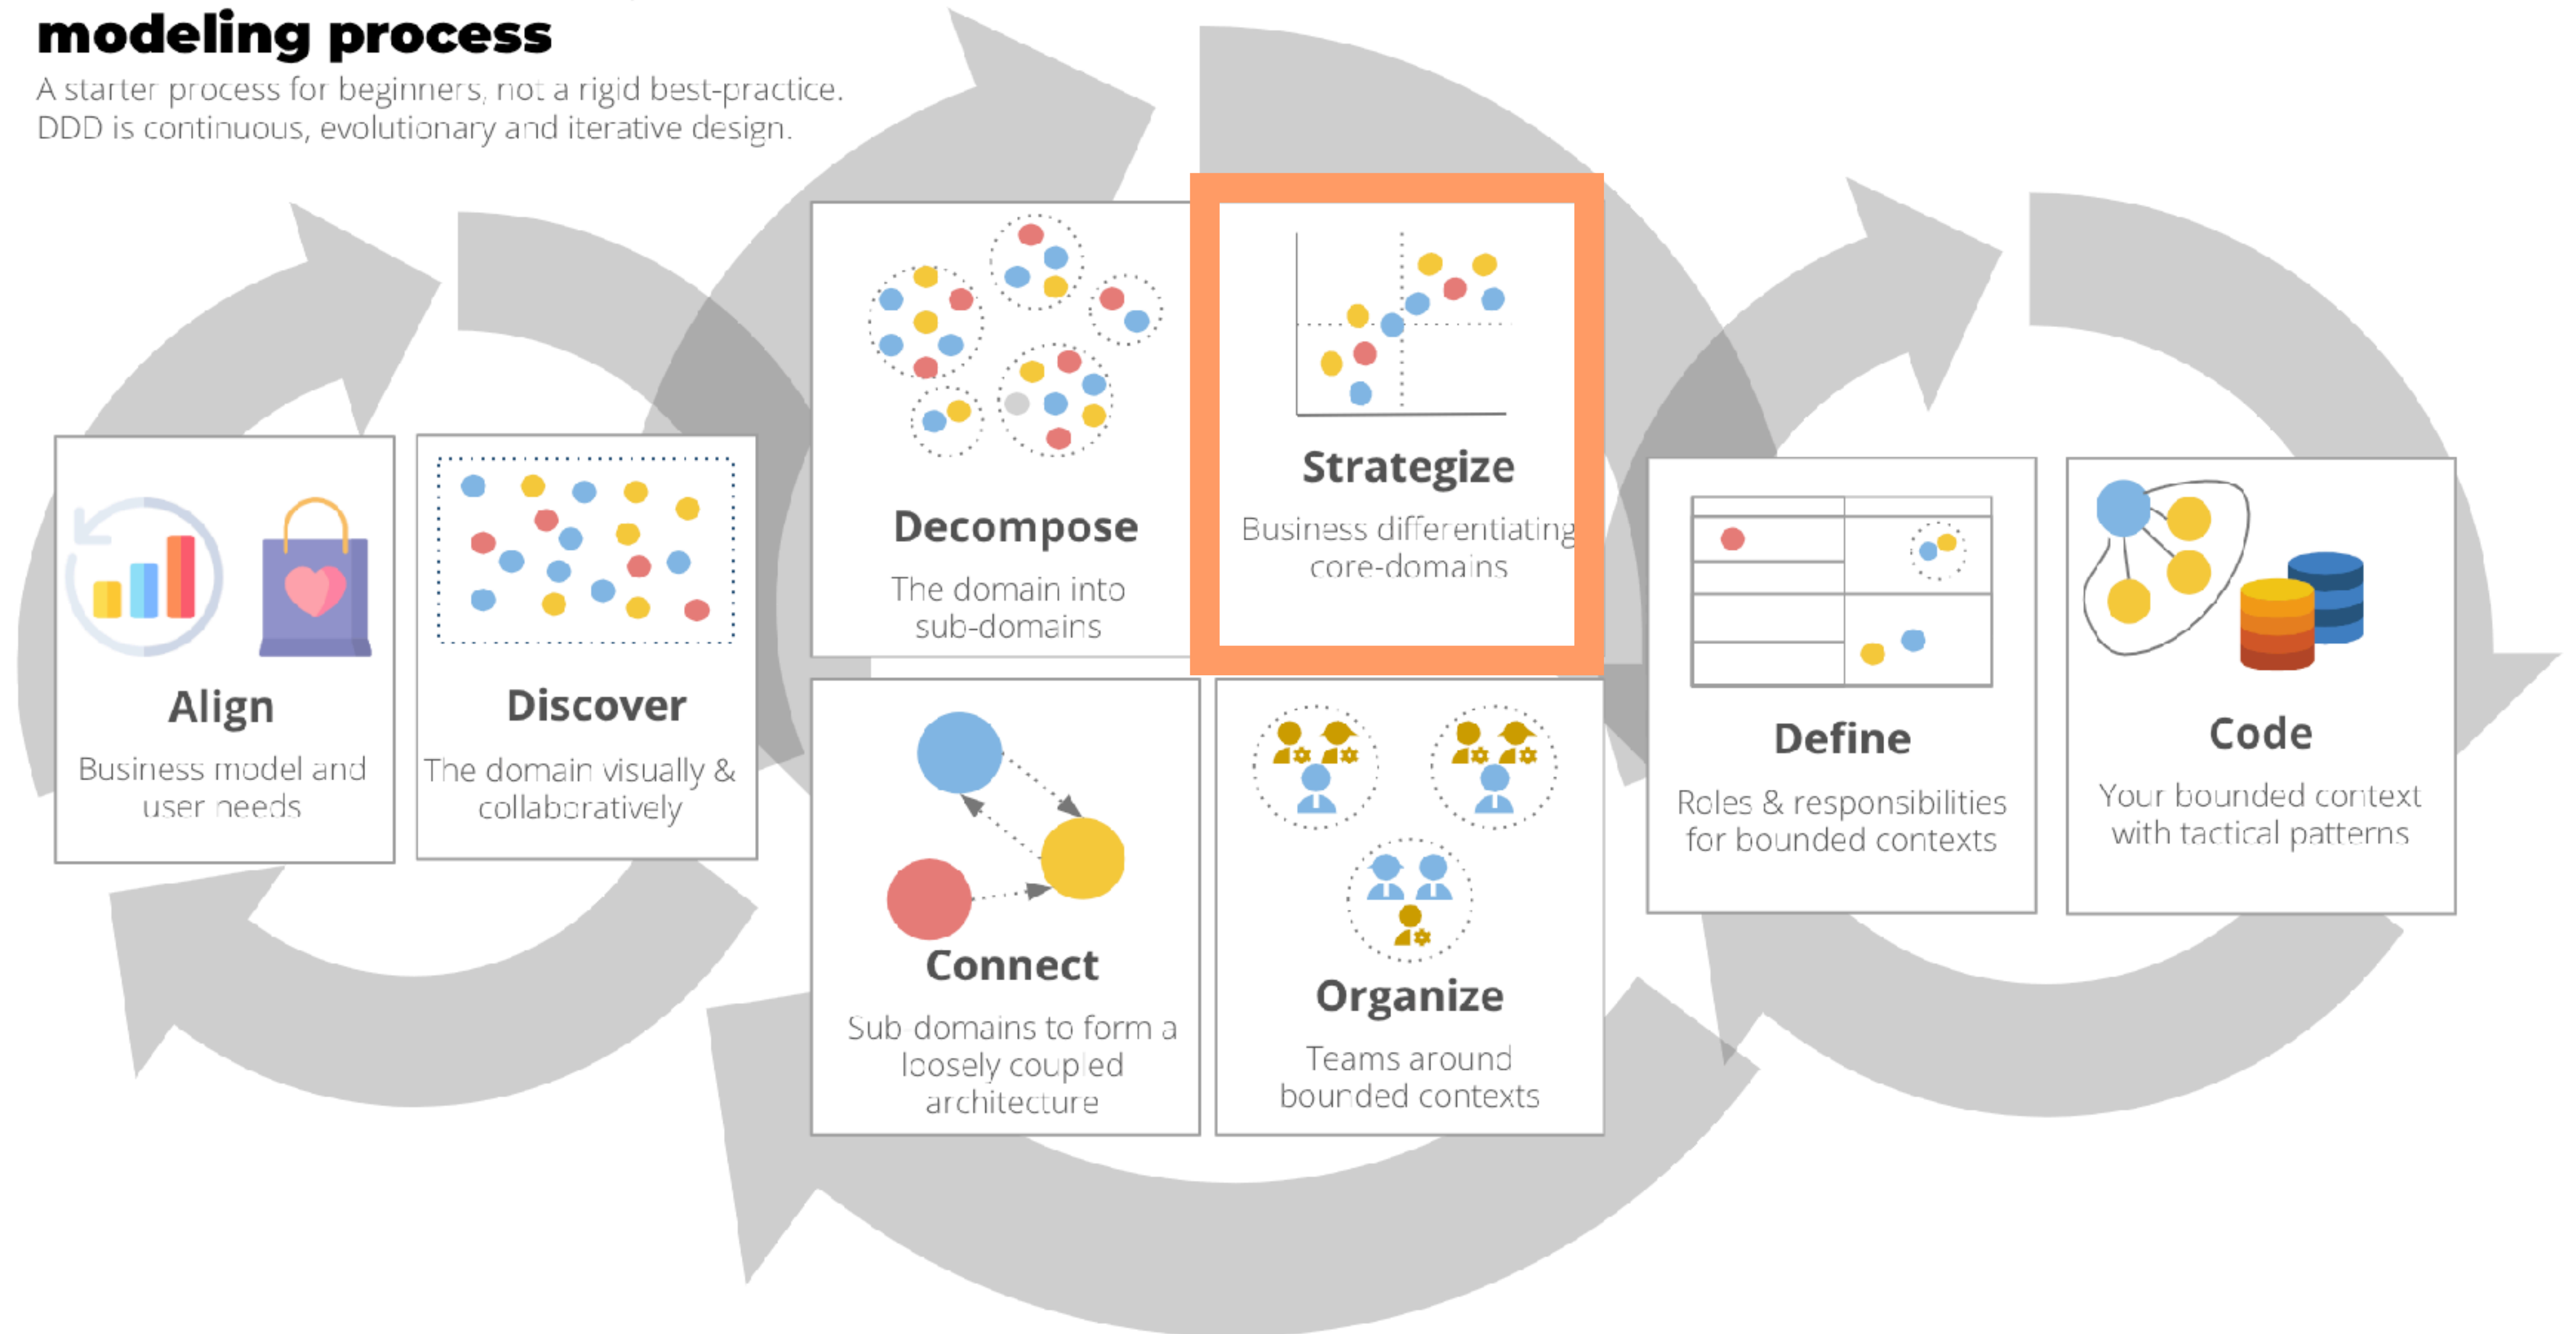 modeling process
A starter process for beginners, not a rigid best-practice.
DDD is continuous, evolutionary and iterative design.
Align
Business model and
user needs
Discover
The domain visually &
collaboratively
Decompose
The domain into
sub-domains
Strategize
Business differentiating
core-domains
Connect
Sub domains to form a
loosely coupled
architecture
Organize
Teams around
bounded contexts
Define
Roles & responsibilities
for bounded contexts
Code
Your bounded context
with tactical patterns